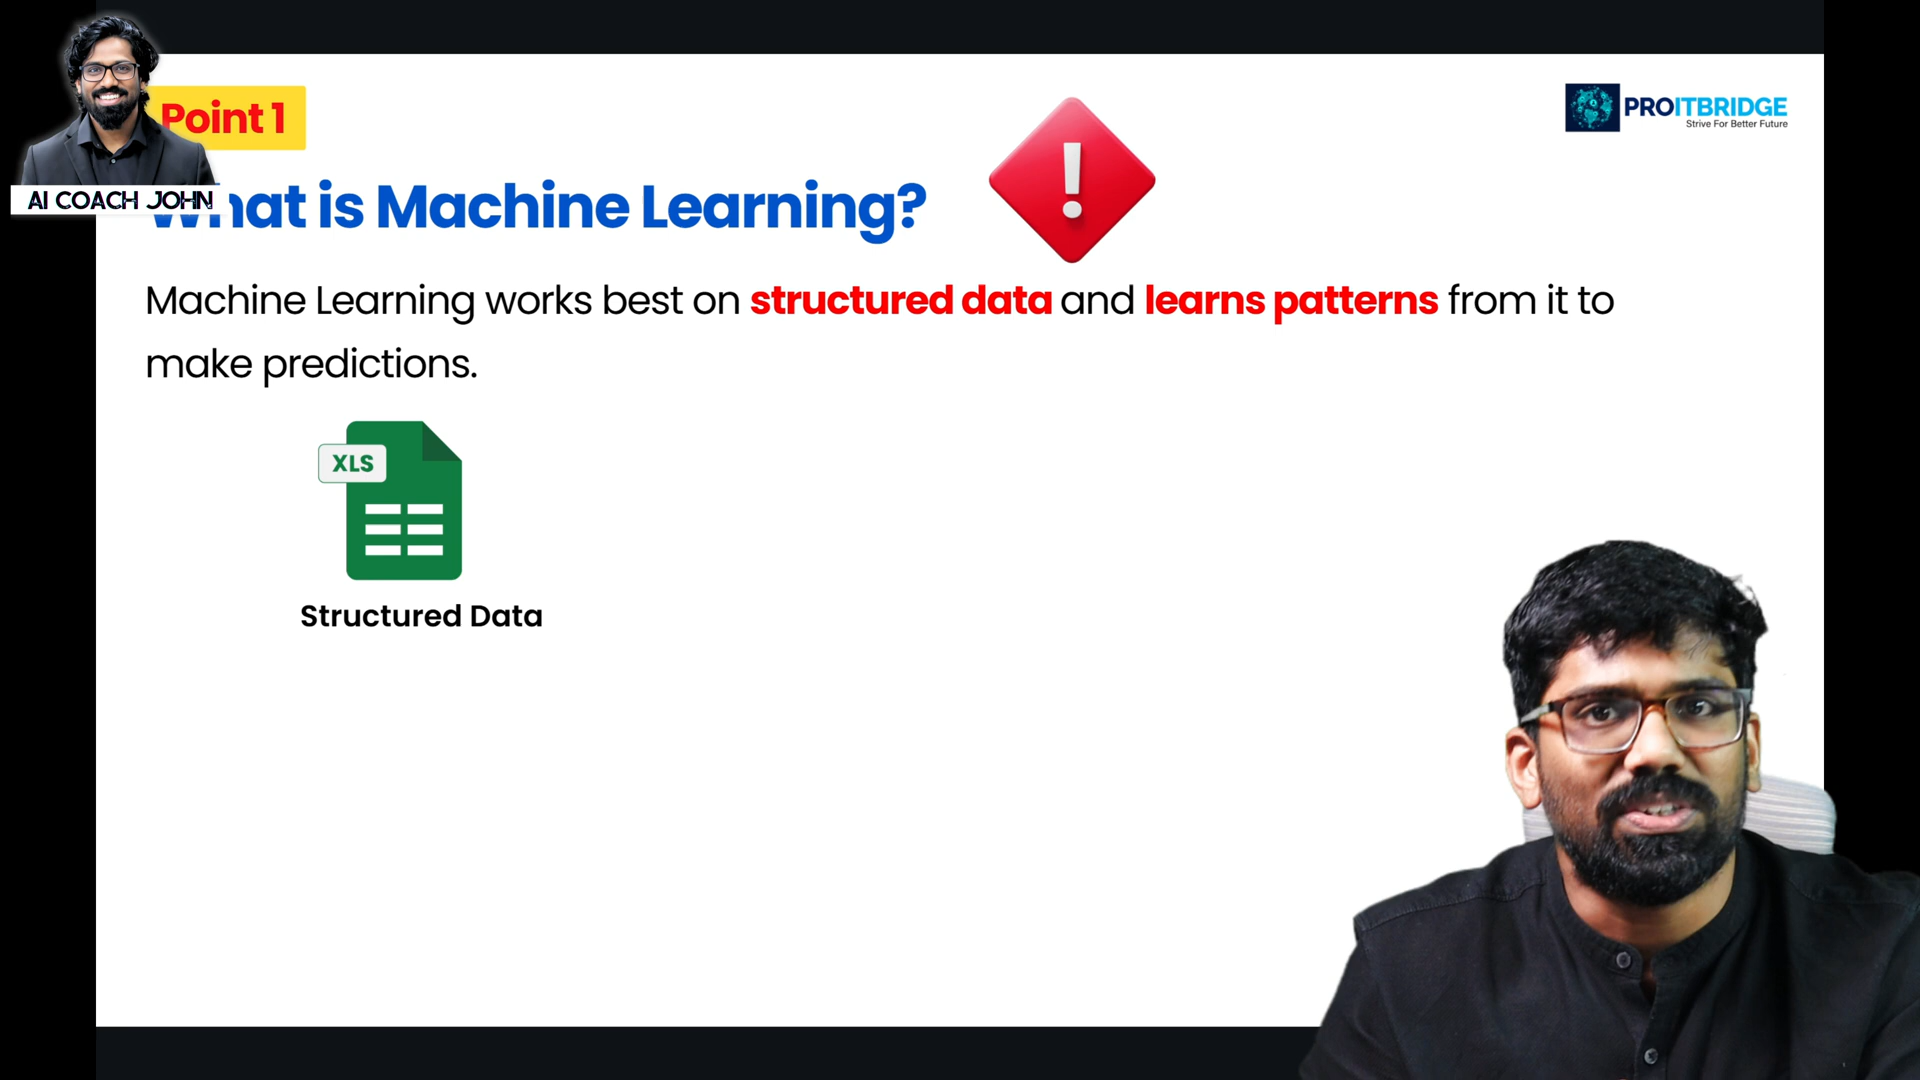 Point 1
PROITBRIDGE
Strive For Better Future
AI COACH JOHN
What is Machine Learning?
Machine Learning works best on structured data and learns patterns from it to
make predictions.
XLS
Structured Data